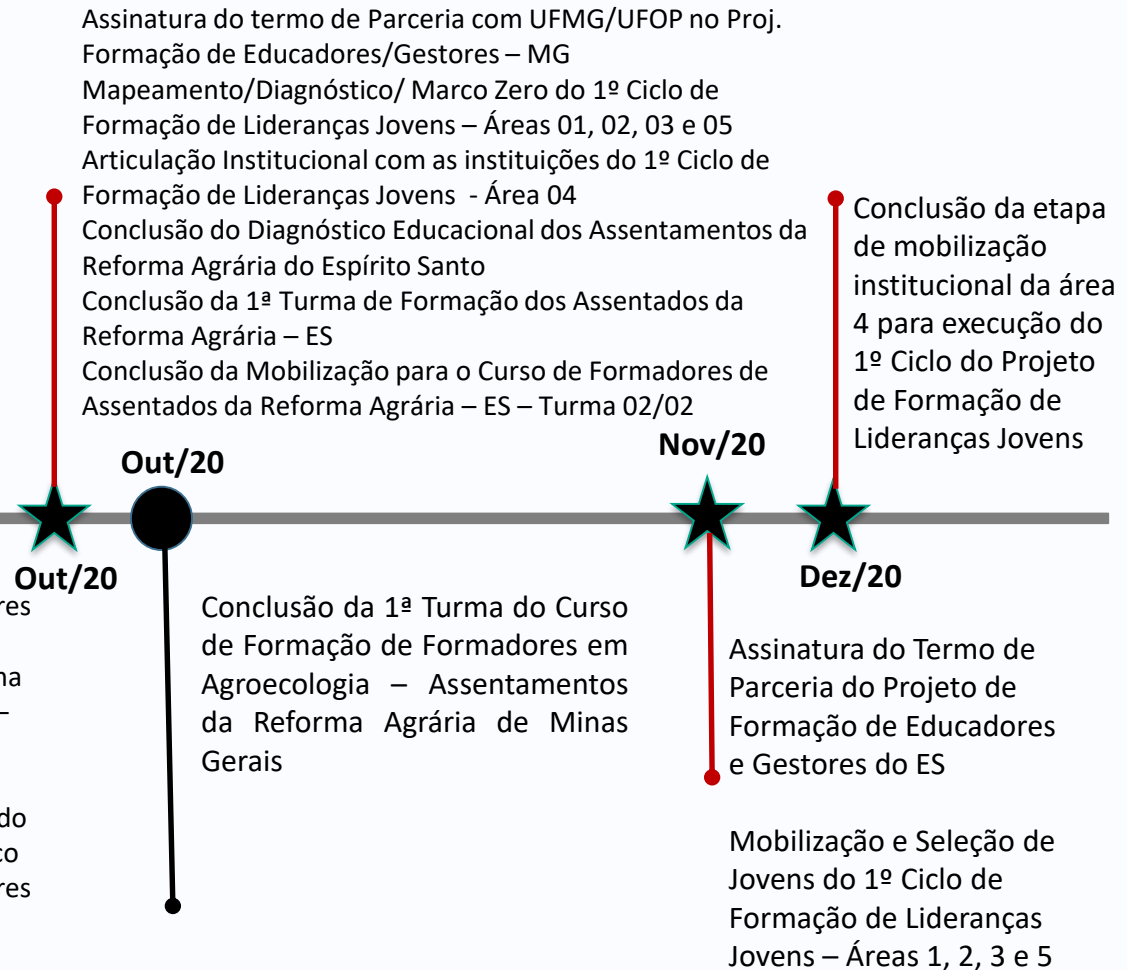 Assinatura do termo de Parceria com UFMG/UFOP no Proj.
Formação de Educadores/Gestores – MG
Mapeamento/Diagnóstico/ Marco Zero do 1º Ciclo de
Formação de Lideranças Jovens – Áreas 01, 02, 03 e 05
Articulação Institucional com as instituições do 1º Ciclo de
Formação de Lideranças Jovens - Área 04
Conclusão do Diagnóstico Educacional dos Assentamentos da
Reforma Agrária do Espírito Santo
Conclusão da 1ª Turma de Formação dos Assentados da
Reforma Agrária – ES
Conclusão da Mobilização para o Curso de Formadores de
Assentados da Reforma Agrária – ES – Turma 02/02
Conclusão da etapa
de mobilização
institucional da área
4 para execução do
1º Ciclo do Projeto
de Formação de
Lideranças Jovens
Out/20
Nov/20
Out/20
Dez/20
res
na
–
do
co
res
Conclusão da 1ª Turma do Curso
de Formação de Formadores em
Agroecologia – Assentamentos
da Reforma Agrária de Minas
Gerais
Assinatura do Termo de
Parceria do Projeto de
Formação de Educadores
e Gestores do ES
Mobilização e Seleção de
Jovens do 1º Ciclo de
Formação de Lideranças
Jovens – Áreas 1, 2, 3 e 5